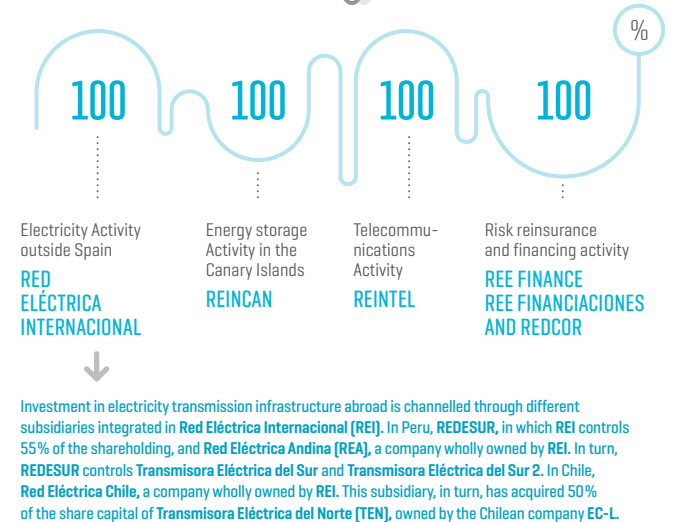 %
100
100
100
100
Electricity Activity
outside Spain
RED
ELÉCTRICA
INTERNACIONAL
Energy storage
Activity in the
Canary Islands
REINCAN
Telecommu-
nications
Activity
REINTEL
Risk reinsurance
and financing activity
REE FINANCE
REE FINANCIACIONES
AND REDCOR
Investment in electricity transmission infrastructure abroad is channelled through different
subsidiaries integrated in Red Eléctrica Internacional (REI). In Peru, REDESUR, in which REI controls
55% of the shareholding, and Red Eléctrica Andina (REA), a company wholly owned by REI. In turn,
REDESUR controls Transmisora Eléctrica del Sur and Transmisora Eléctrica del Sur 2. In Chile,
Red Eléctrica Chile, a company wholly owned by REI. This subsidiary, in turn, has acquired 50%
of the share capital of Transmisora Eléctrica del Norte (TEN), owned by the Chilean company EC-L.